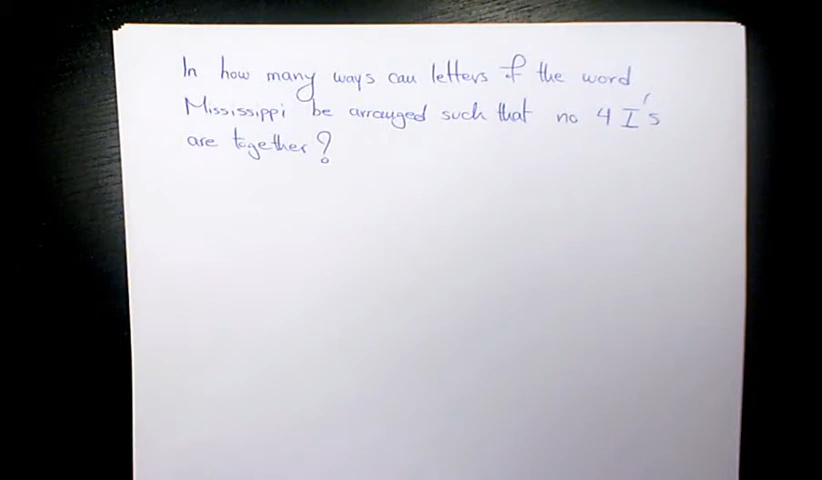 In how many ways can letters of the word
Mississippi be arranged such that no 4 I's
are together?